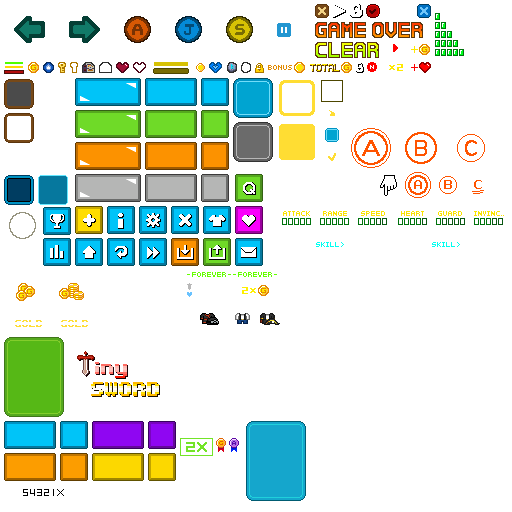 A J S
GAME OVER
CLEAR
+G
BONUS
TOTAL G N ×2 +
A B C
A B C
ATTACK RANGE SPEED HEART GUARD INVINC.
SKILL> SKILL>
-FOREVER--FOREVER-
2×G
GOLD GOLD
Tiny
SWORD
2X
54321X